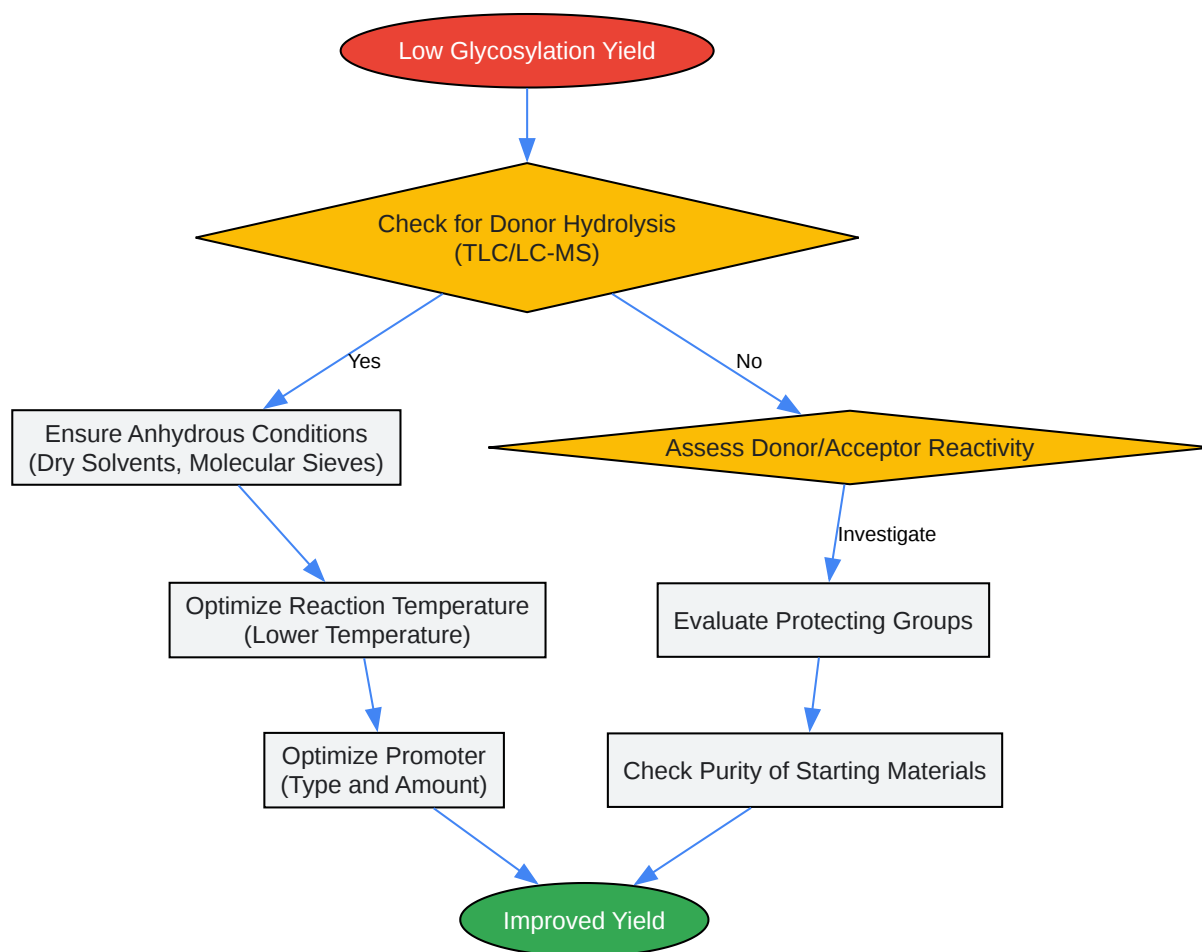 Low Glycosylation Yield
Check for Donor Hydrolysis
(TLC/LC-MS)
Yes
No
Ensure Anhydrous Conditions
(Dry Solvents, Molecular Sieves)
Assess Donor/Acceptor Reactivity
Investigate
Optimize Reaction Temperature
(Lower Temperature)
Evaluate Protecting Groups
Optimize Promoter
(Type and Amount)
Check Purity of Starting Materials
Improved Yield